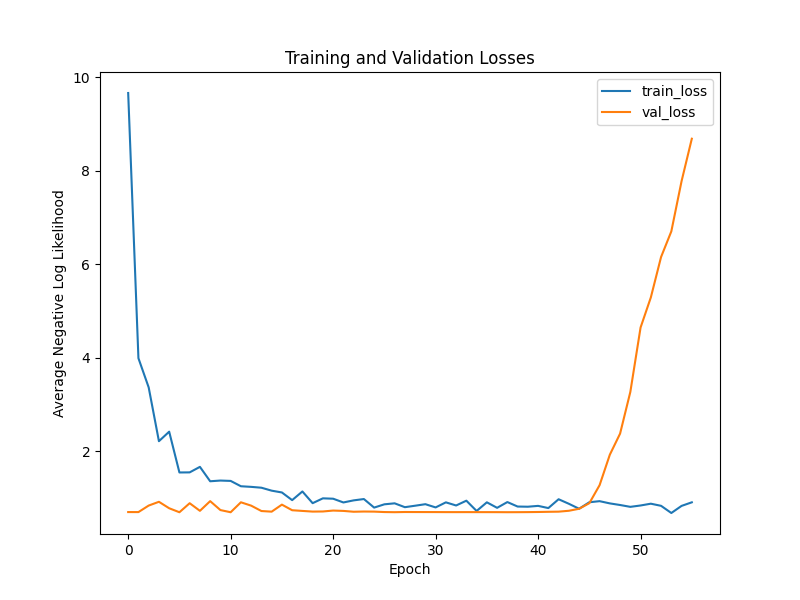 Training and Validation Losses
train_loss
val_loss
Average Negative Log Likelihood
10
8
6
4
2
0
10
20
30
40
50
Epoch